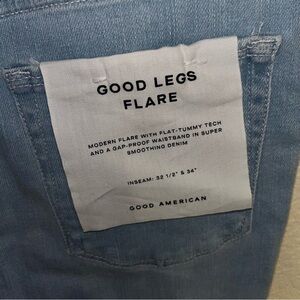 GOOD LEGS
FLARE
MODERN FLARE WITH FLAT-TUMMY TECH
AND A GAP-PROOF WAISTBAND IN SUPER
SMOOTHING DENIM
INSEAM: 32 1/2" & 34"
GOOD AMERICAN